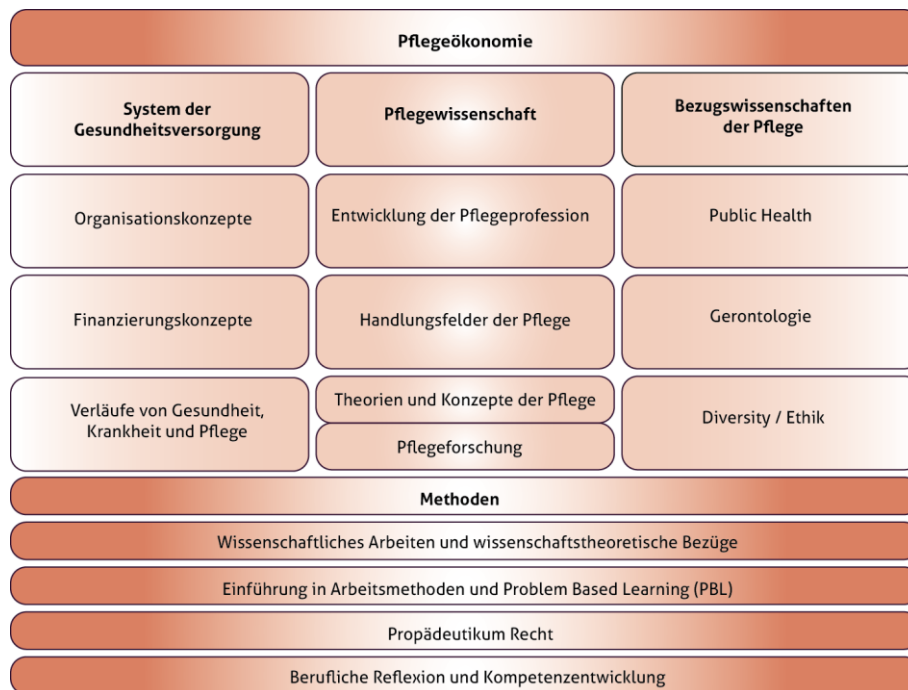 Pflegeökonomie
System der
Gesundheitsversorgung
Pflegewissenschaft
Bezugswissenschaften
der Pflege
Organisationskonzepte
Entwicklung der Pflegeprofession
Public Health
Finanzierungskonzepte
Handlungsfelder der Pflege
Gerontologie
Verläufe von Gesundheit,
Krankheit und Pflege
Theorien und Konzepte der Pflege
Pflegeforschung
Diversity / Ethik
Methoden
Wissenschaftliches Arbeiten und wissenschaftstheoretische Bezüge
Einführung in Arbeitsmethoden und Problem Based Learning (PBL)
Propädeutikum Recht
Berufliche Reflexion und Kompetenzentwicklung